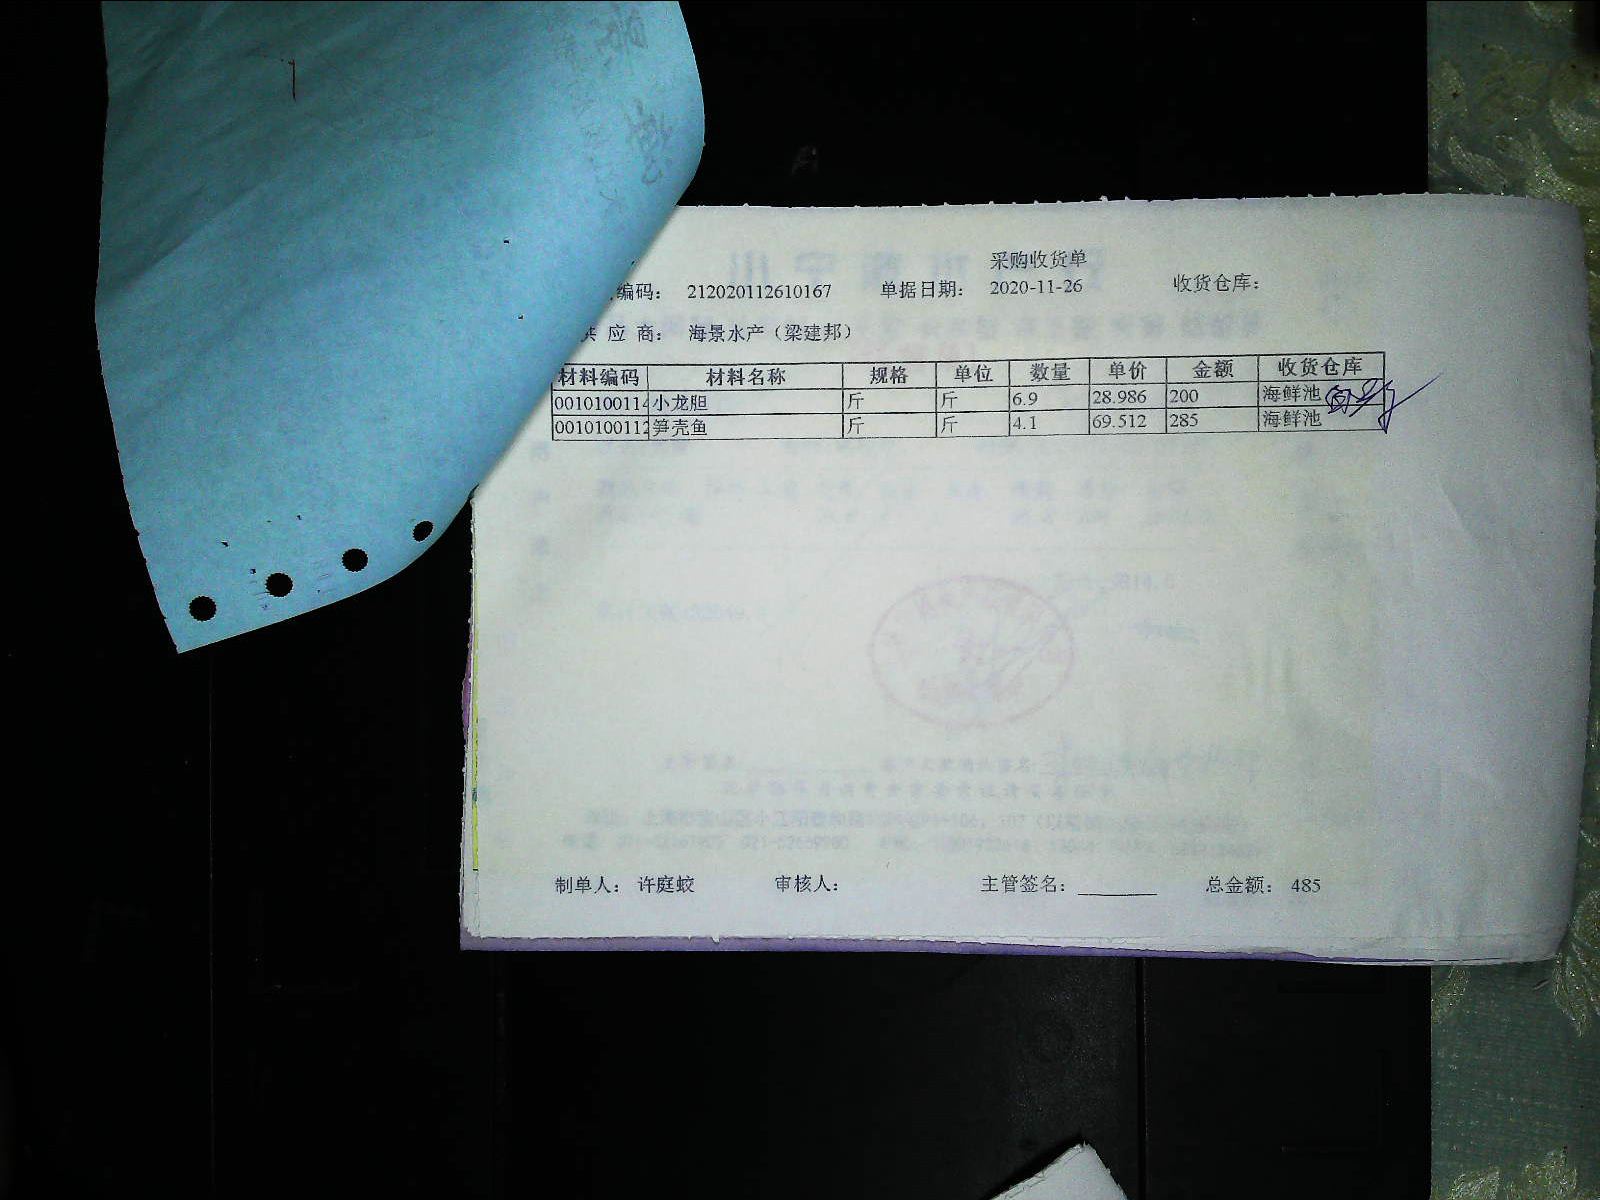 采购收货单
编码： 212020112610167 单据日期： 2020-11-26 收货仓库：
供 应 商： 海景水产（梁建邦）
材料编码 材料名称 规格 单位 数量 单价 金额 收货仓库
0010100114 小龙胆 斤 斤 6.9 28.986 200 海鲜池
0010100112 笋壳鱼 斤 斤 4.1 69.512 285 海鲜池
制单人： 许庭蛟 审核人： 主管签名： 总金额： 485